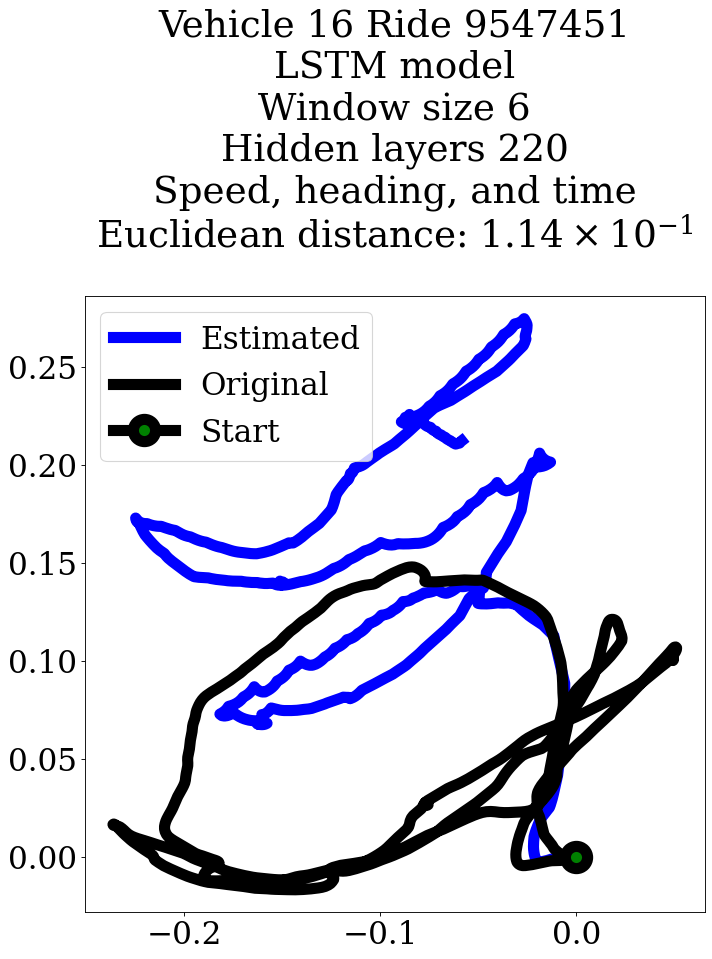 Vehicle 16 Ride 9547451
LSTM model
Window size 6
Hidden layers 220
Speed, heading, and time
Euclidean distance: 1.14 × 10⁻¹
Estimated
Original
Start
0.25
0.20
0.15
0.10
0.05
0.00
−0.2
−0.1
0.0